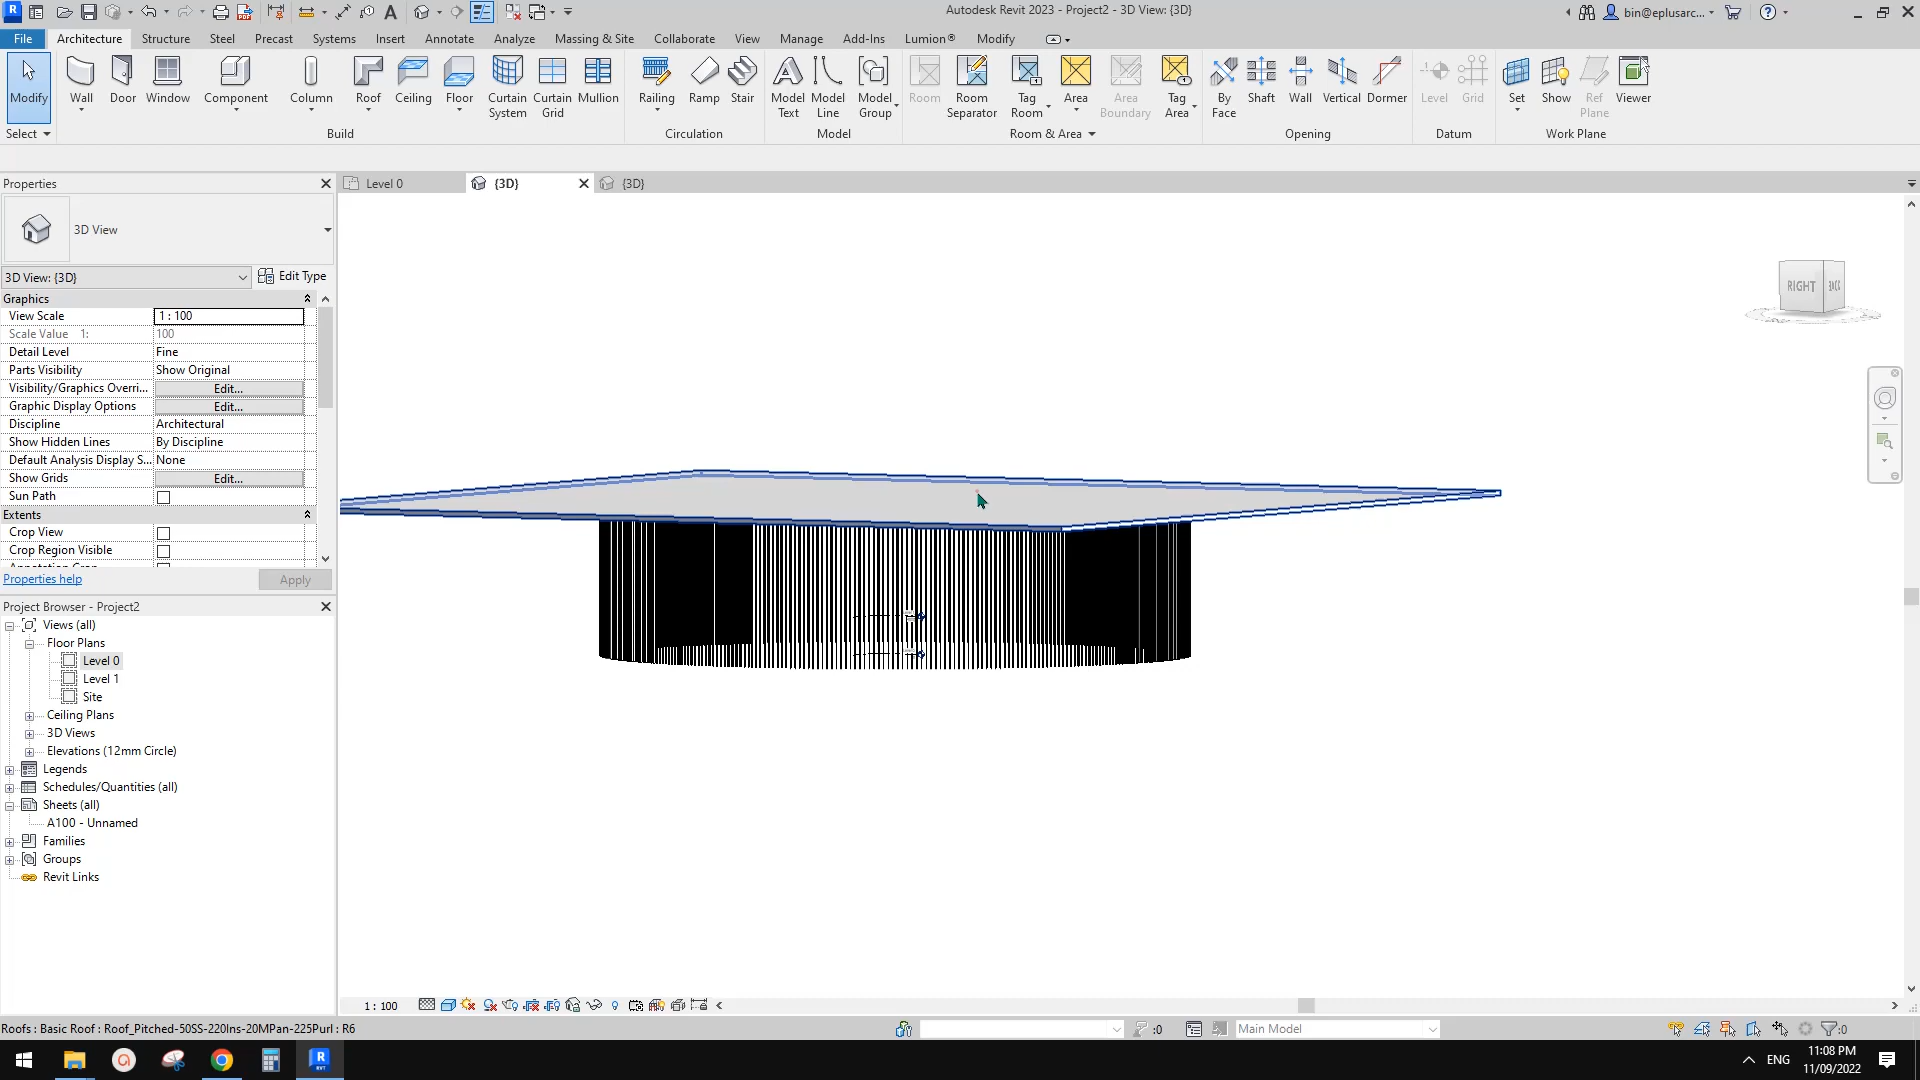 Autodesk Revit 2023 - Project2 - 3D View: {3D}
bin@eplusarc...
File Architecture Structure Steel Precast Systems Insert Annotate Analyze Massing & Site Collaborate View Manage Add-Ins Lumion® Modify
Modify Wall Door Window Component Column Roof Ceiling Floor Curtain System Curtain Grid Mullion Railing Ramp Stair Model Text Model Line Model Group Room Room Separator Tag Room Area Area Boundary Tag Area By Face Shaft Wall Vertical Dormer Level Grid Set Show Ref Plane Viewer
Select Build Circulation Model Room & Area Opening Datum Work Plane
Properties
Level 0 {3D} {3D}
3D View
3D View: {3D} Edit Type
Graphics
View Scale 1 : 100
Scale Value 1: 100
Detail Level Fine
Parts Visibility Show Original
Visibility/Graphics Overri... Edit...
Graphic Display Options Edit...
Discipline Architectural
Show Hidden Lines By Discipline
Default Analysis Display S... None
Show Grids Edit...
Sun Path
Extents
Crop View
Crop Region Visible
Properties help Apply
RIGHT BACK
Project Browser - Project2
Views (all)
Floor Plans
Level 0
Level 1
Site
Ceiling Plans
3D Views
Elevations (12mm Circle)
Legends
Schedules/Quantities (all)
Sheets (all)
A100 - Unnamed
Families
Groups
Revit Links
1 : 100
Roofs : Basic Roof : Roof_Pitched-50SS-220Ins-20MPan-225Purl : R6
:0
Main Model
:0
ENG
11:08 PM
11/09/2022